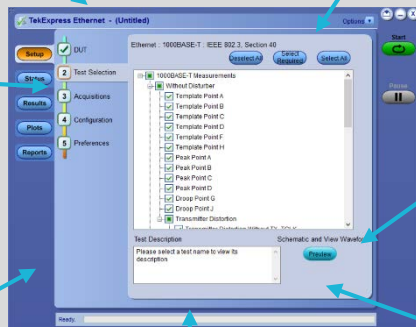 TekExpress Ethernet - (Untitled)
Options
Start
Pause
Setup
Status
Results
Plots
Reports
DUT
2 Test Selection
3 Acquisitions
4 Configuration
5 Preferences
Ethernet : 1000BASE-T : IEEE 802.3, Section 40
Deselect All
Select Required
Select All
1000BASE-T Measurements
Without Disturber
Template Point A
Template Point B
Template Point C
Template Point D
Template Point F
Template Point H
Peak Point A
Peak Point B
Peak Point C
Peak Point D
Droop Point G
Droop Point J
Transmitter Distortion
Test Description
Schematic and View Waveform
Please select a test name to view its
description
Preview
Ready.